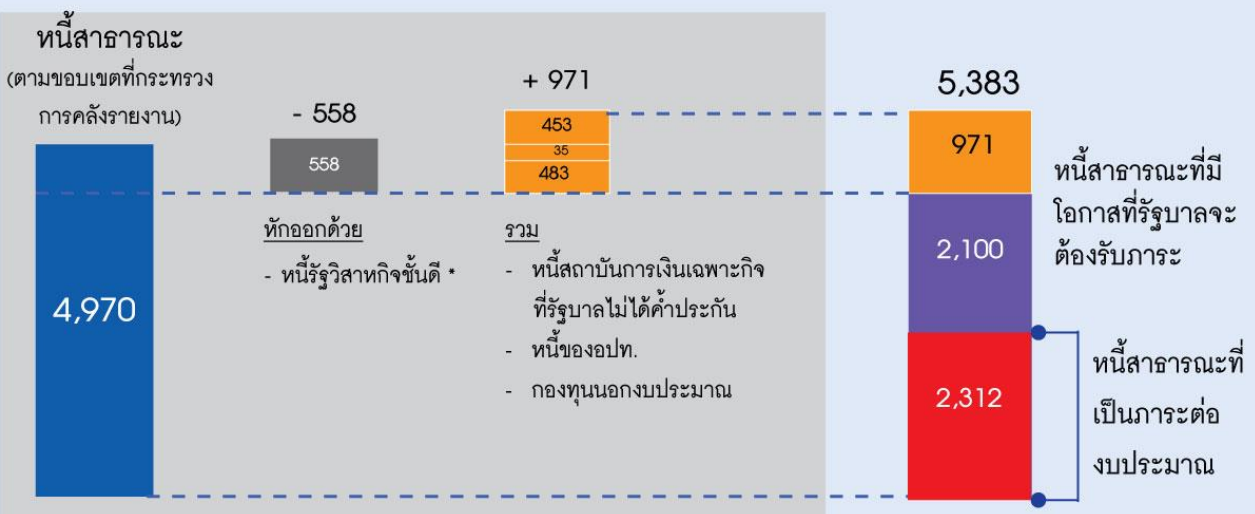 หนี้สาธารณะ
(ตามขอบเขตที่กระทรวง
การคลังรายงาน)
4,970
- 558
558
หักออกด้วย
- หนี้รัฐวิสาหกิจชั้นดี *
+ 971
453
35
483
รวม
- หนี้สถาบันการเงินเฉพาะกิจ
ที่รัฐบาลไม่ได้ค้ำประกัน
- หนี้ของอปท.
- กองทุนนอกงบประมาณ
5,383
971
2,100
2,312
หนี้สาธารณะที่มี
โอกาสที่รัฐบาลจะ
ต้องรับภาระ
หนี้สาธารณะที่
เป็นภาระต่อ
งบประมาณ